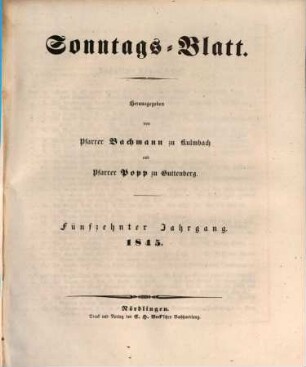 Sonntags-Blatt.
Herausgegeben
von
Pfarrer Bachmann zu Kulmbach
und
Pfarrer Popp zu Guttenberg.
Fünfzehnter Jahrgang.
1845.
Nördlingen.
Druck und Verlag der C. H. Beck'schen Buchhandlung.